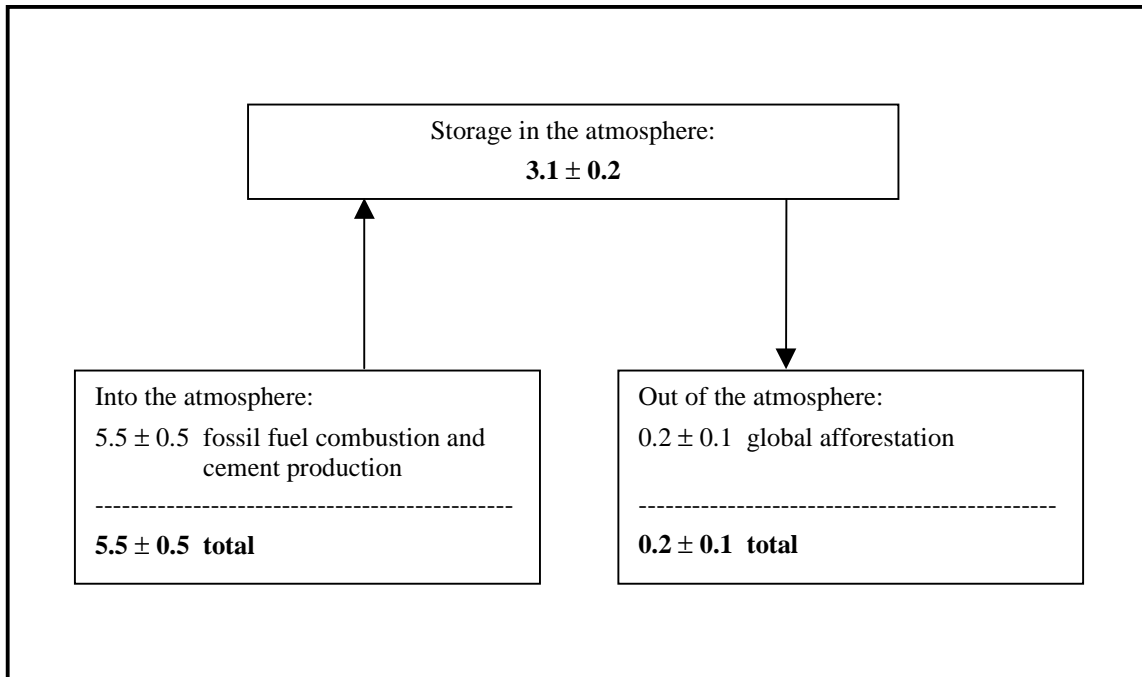 Storage in the atmosphere:
3.1 ± 0.2
Into the atmosphere:
5.5 ± 0.5 fossil fuel combustion and
cement production
-----------------------------------------------
5.5 ± 0.5 total
Out of the atmosphere:
0.2 ± 0.1 global afforestation
-----------------------------------------------
0.2 ± 0.1 total